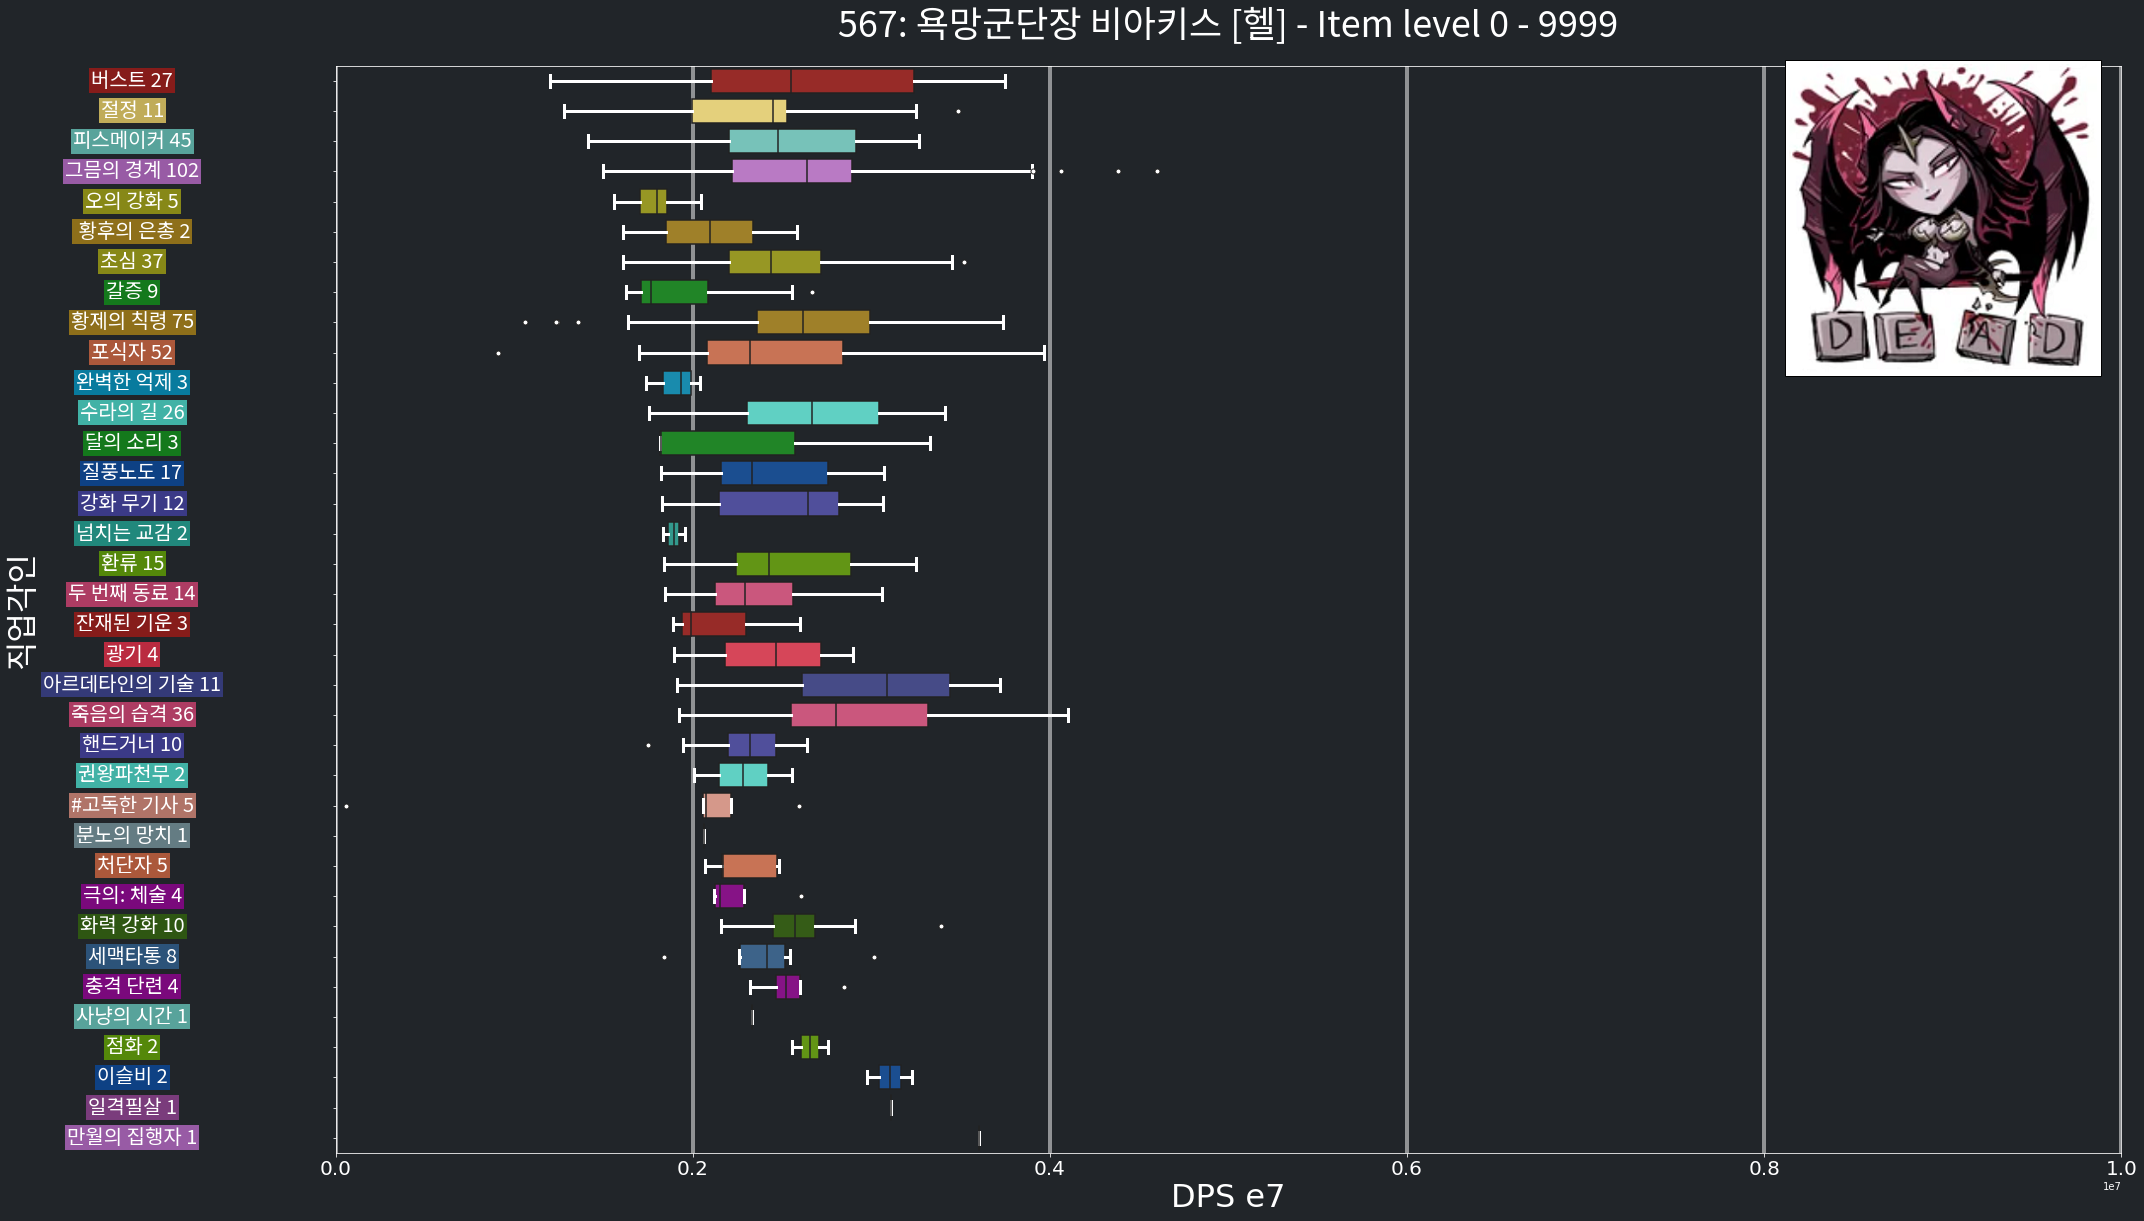 567: 욕망군단장 비아키스 [헬] - Item level 0 - 9999
버스트 27
절정 11
피스메이커 45
그믐의 경계 102
오의 강화 5
황후의 은총 2
초심 37
갈증 9
황제의 칙령 75
포식자 52
완벽한 억제 3
수라의 길 26
달의 소리 3
질풍노도 17
강화 무기 12
넘치는 교감 2
환류 15
두 번째 동료 14
잔재된 기운 3
광기 4
아르데타인의 기술 11
죽음의 습격 36
핸드거너 10
권왕파천무 2
#고독한 기사 5
분노의 망치 1
처단자 5
극의: 체술 4
화력 강화 10
세맥타통 8
충격 단련 4
사냥의 시간 1
점화 2
이슬비 2
일격필살 1
만월의 집행자 1
직업각인
D E A D
0.0 0.2 0.4 0.6 0.8 1.0
1e7
DPS e7